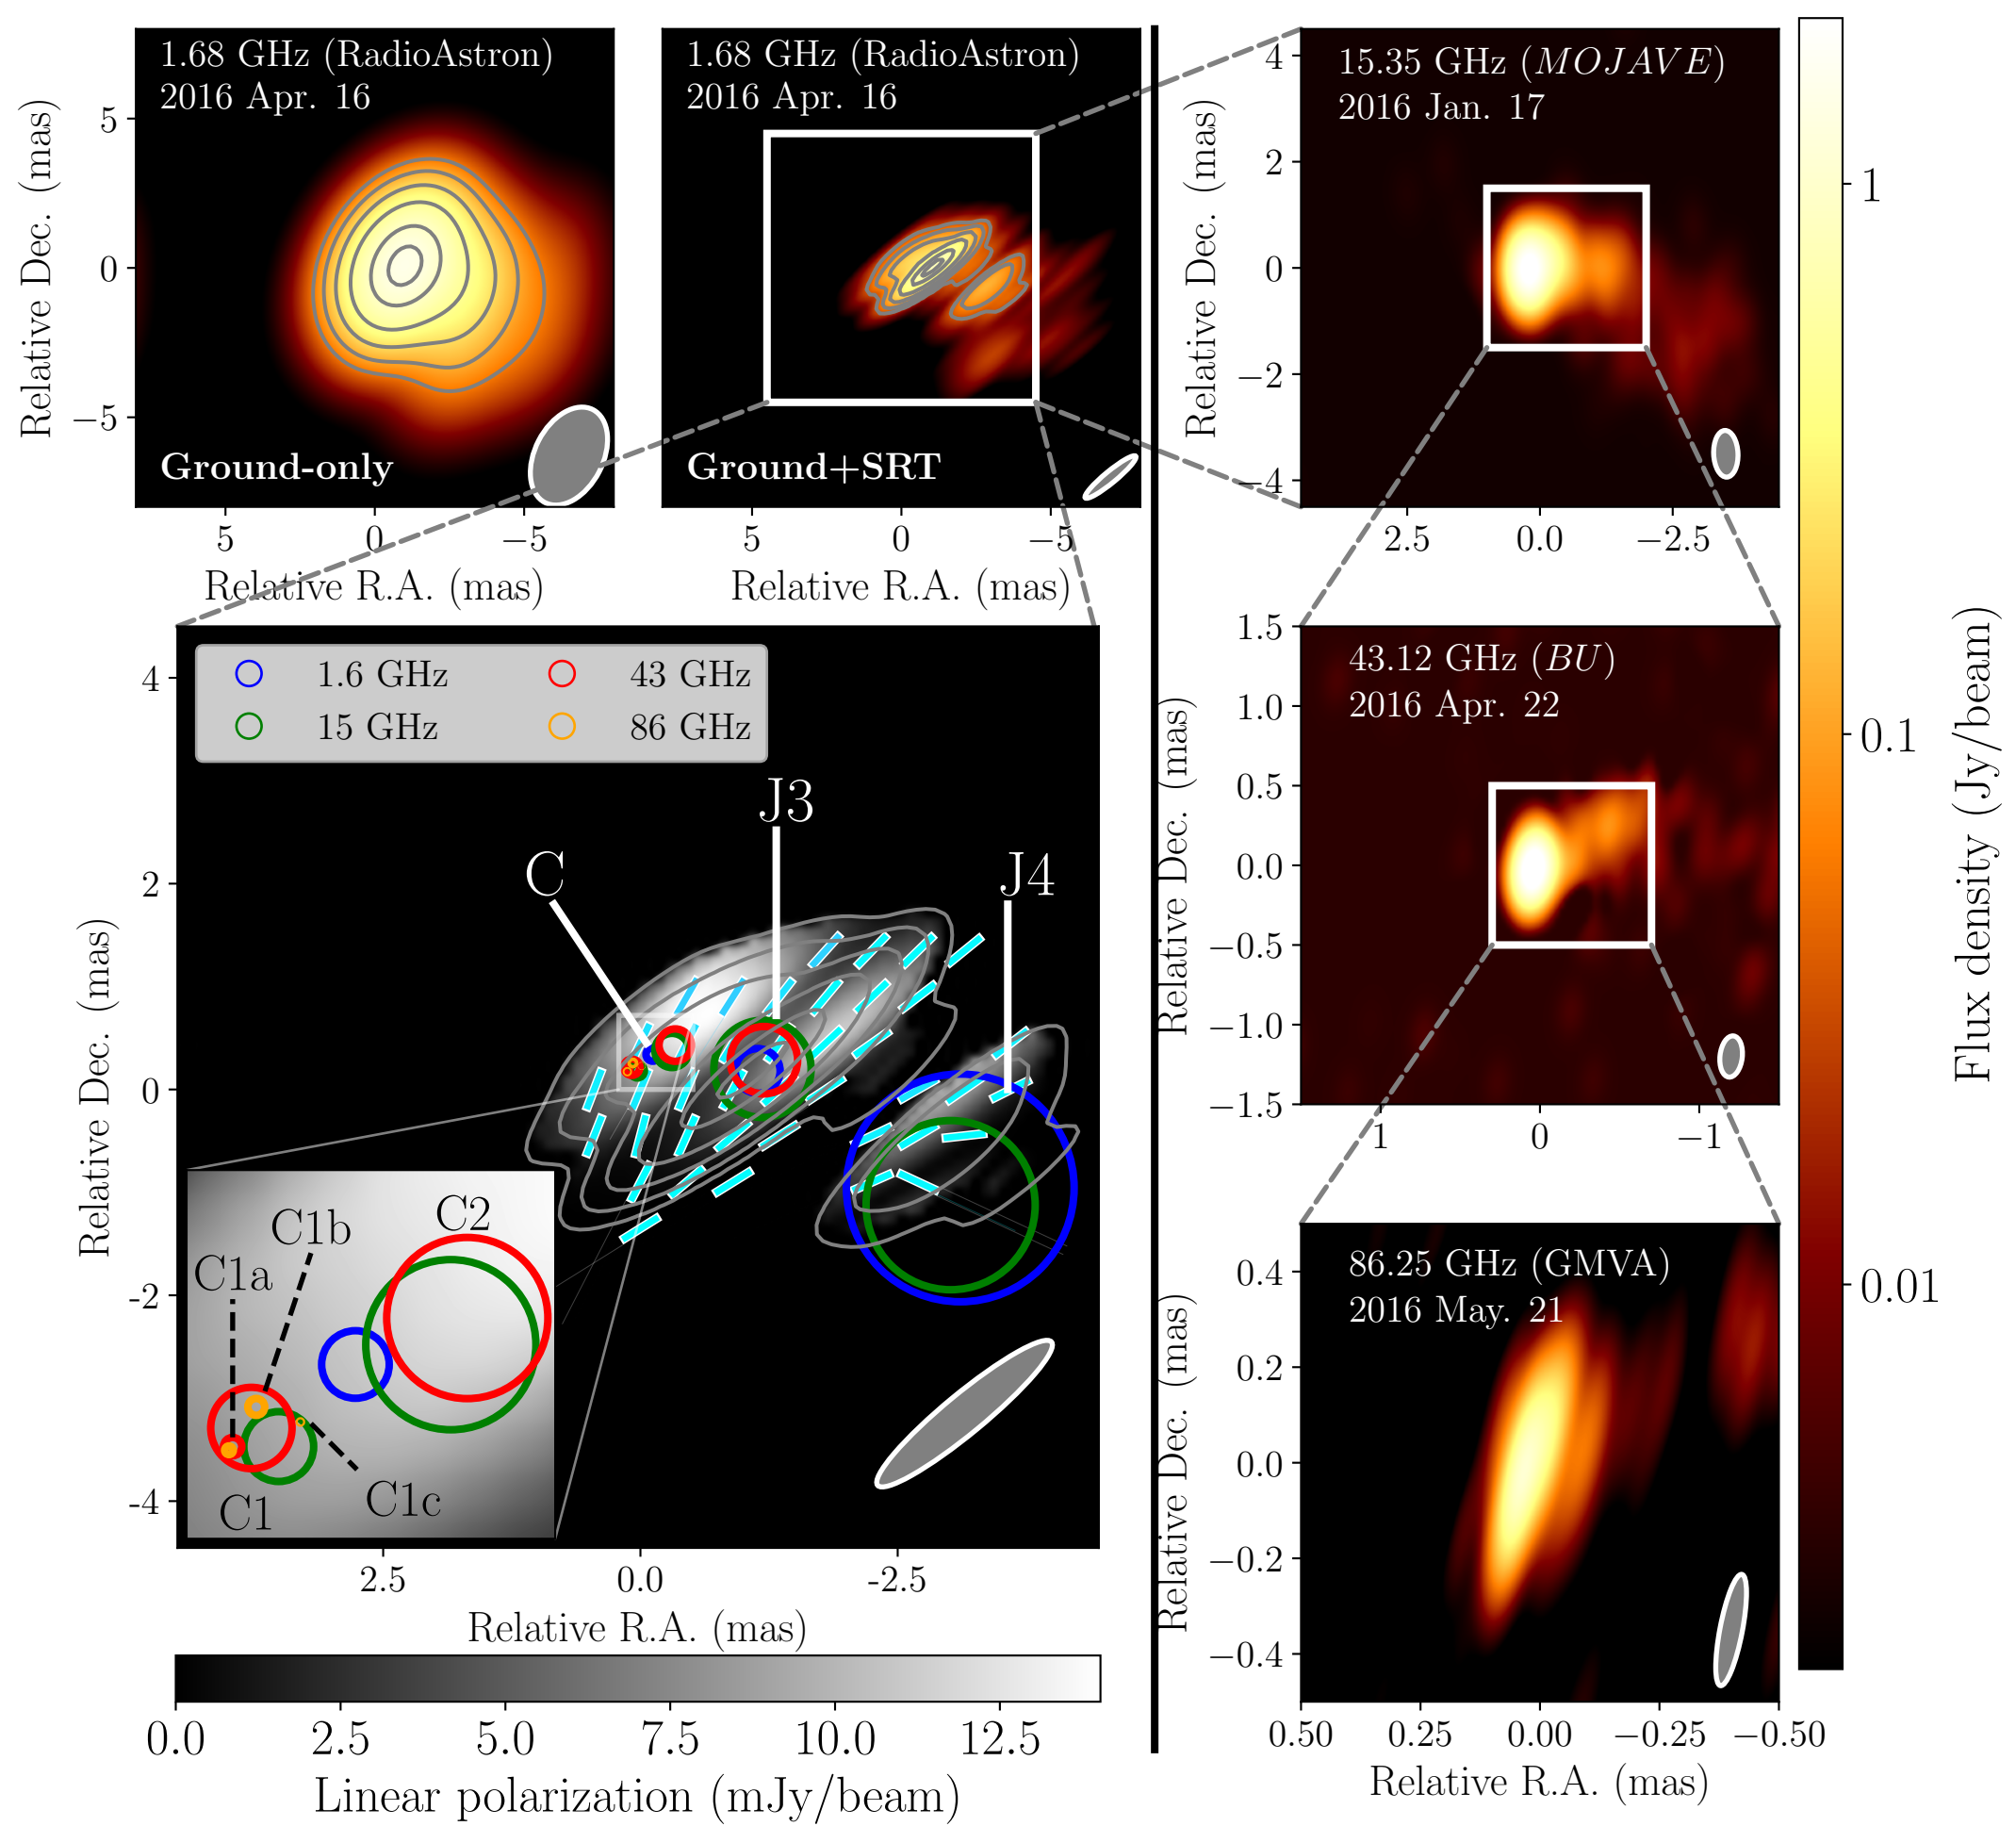 1.68 GHz (RadioAstron)
2016 Apr. 16
Ground-only
5
0
−5
Relative Dec. (mas)
5
0
−5
Relative R.A. (mas)
1.68 GHz (RadioAstron)
2016 Apr. 16
Ground+SRT
5
0
−5
Relative R.A. (mas)
15.35 GHz (MOJAVE)
2016 Jan. 17
4
2
0
−2
−4
Relative Dec. (mas)
2.5
0.0
−2.5
1.6 GHz
43 GHz
15 GHz
86 GHz
J3
C
J4
C2
C1b
C1a
C1c
C1
4
2
0
-2
-4
Relative Dec. (mas)
2.5
0.0
-2.5
Relative R.A. (mas)
0.0
2.5
5.0
7.5
10.0
12.5
Linear polarization (mJy/beam)
43.12 GHz (BU)
2016 Apr. 22
1.5
1.0
0.5
0.0
−0.5
−1.0
−1.5
Relative Dec. (mas)
1
0
−1
86.25 GHz (GMVA)
2016 May. 21
0.4
0.2
0.0
−0.2
−0.4
Relative Dec. (mas)
0.50
0.25
0.00
−0.25
−0.50
Relative R.A. (mas)
1
0.1
0.01
Flux density (Jy/beam)